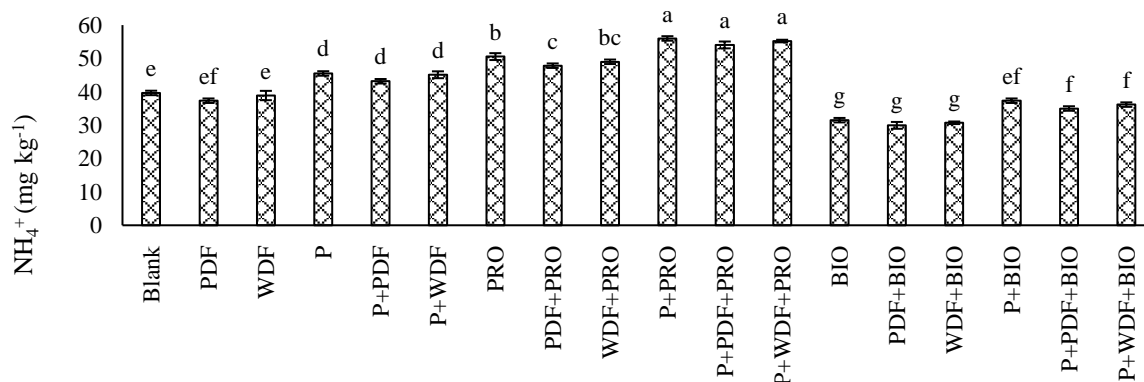 NH₄⁺ (mg kg⁻¹)
60
50
40
30
20
10
0
e
ef
e
d
d
d
b
c
bc
a
a
a
g
g
g
ef
f
f
Blank
PDF
WDF
P
P+PDF
P+WDF
PRO
PDF+PRO
WDF+PRO
P+PRO
P+PDF+PRO
P+WDF+PRO
BIO
PDF+BIO
WDF+BIO
P+BIO
P+PDF+BIO
P+WDF+BIO